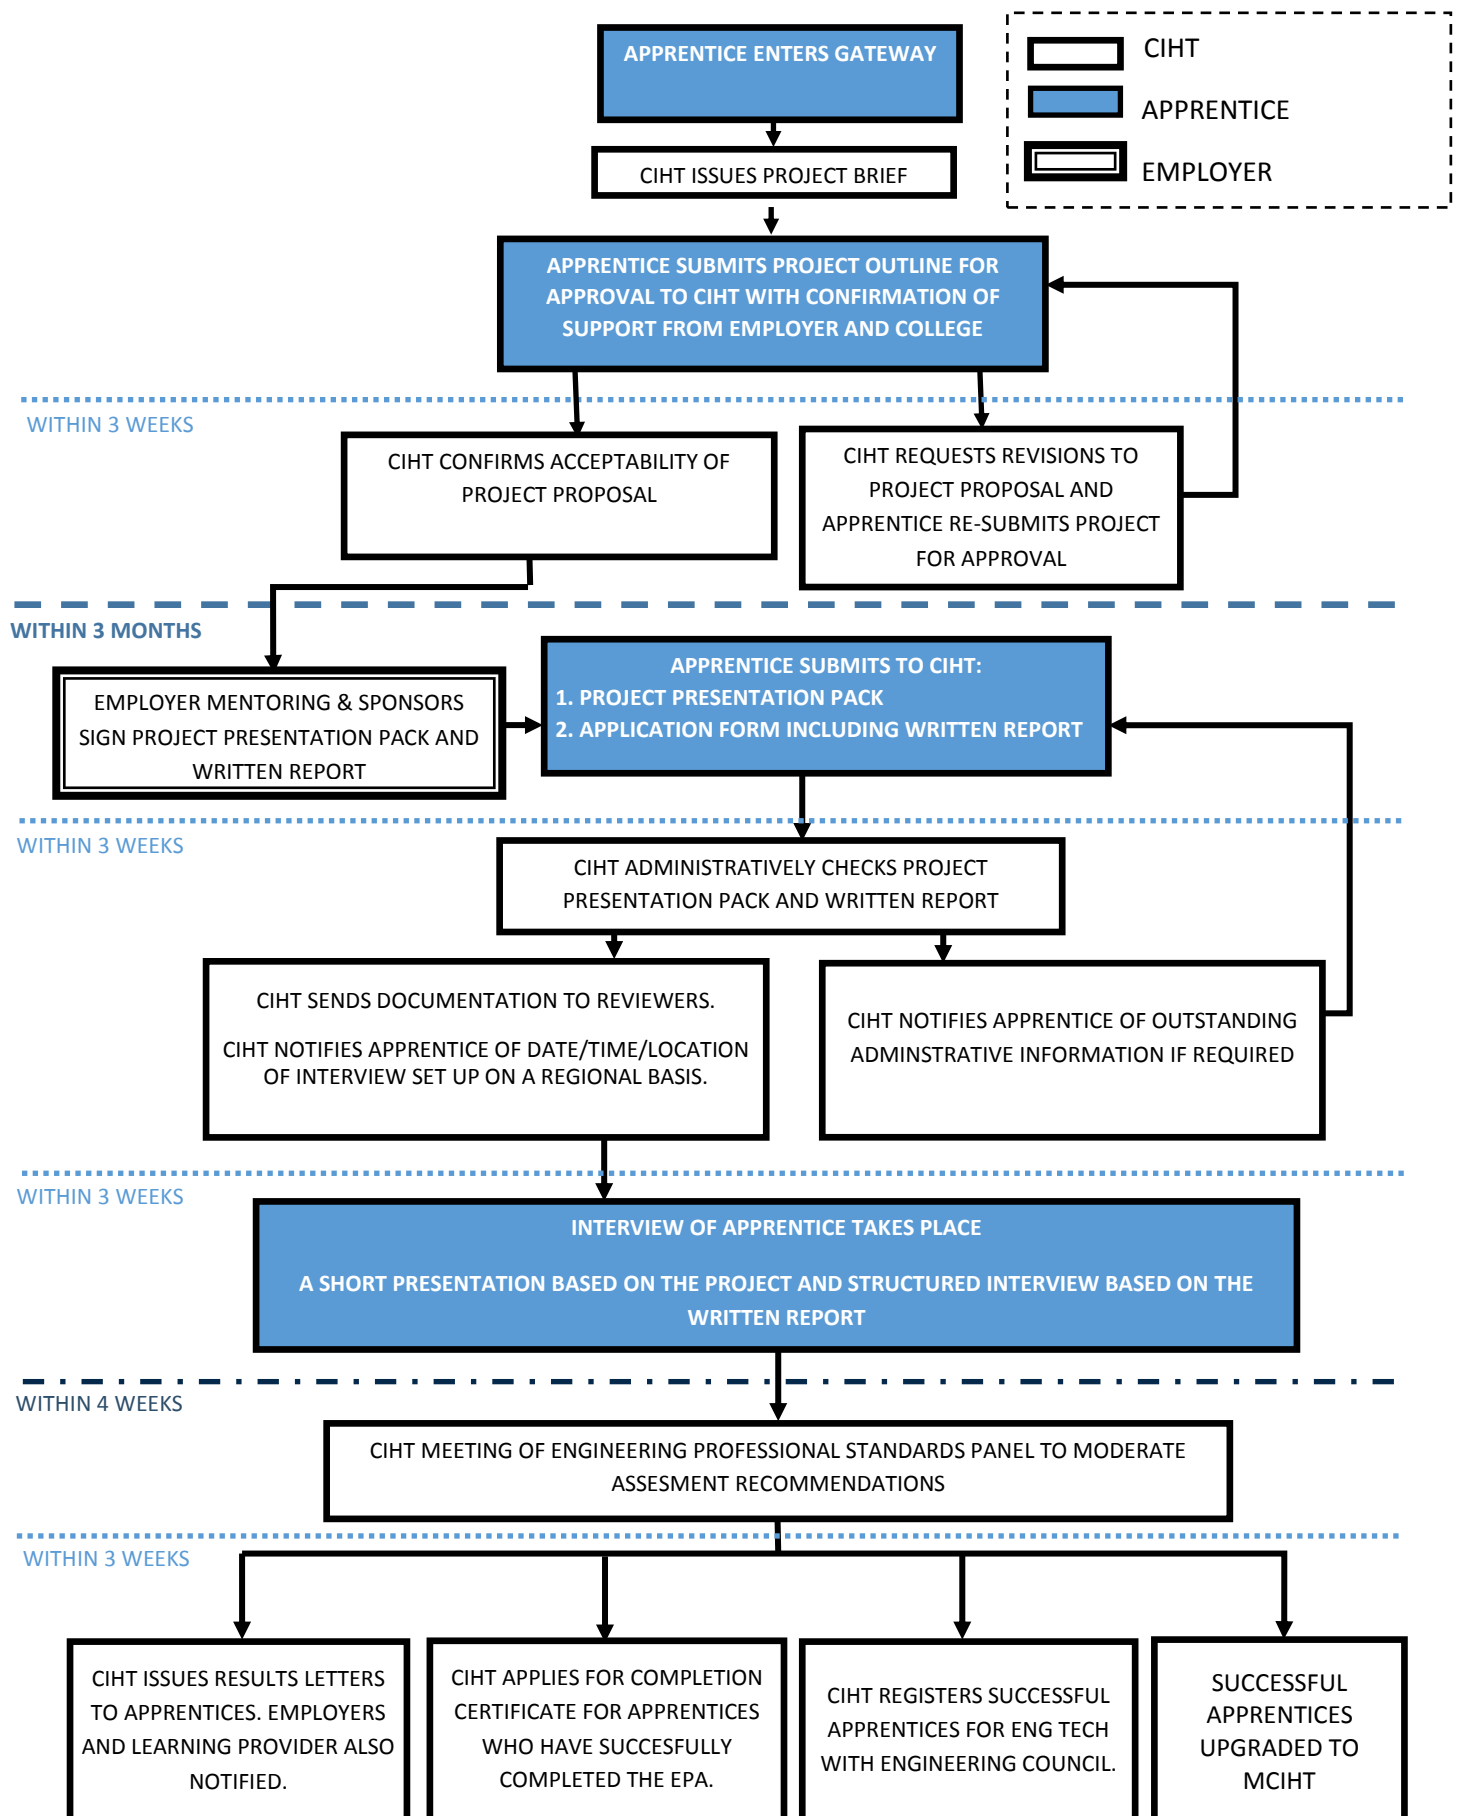 APPRENTICE ENTERS GATEWAY
CIHT
APPRENTICE
EMPLOYER
CIHT ISSUES PROJECT BRIEF
APPRENTICE SUBMITS PROJECT OUTLINE FOR
APPROVAL TO CIHT WITH CONFIRMATION OF
SUPPORT FROM EMPLOYER AND COLLEGE
WITHIN 3 WEEKS
CIHT CONFIRMS ACCEPTABILITY OF
PROJECT PROPOSAL
CIHT REQUESTS REVISIONS TO
PROJECT PROPOSAL AND
APPRENTICE RE-SUBMITS PROJECT
FOR APPROVAL
WITHIN 3 MONTHS
EMPLOYER MENTORING & SPONSORS
SIGN PROJECT PRESENTATION PACK AND
WRITTEN REPORT
APPRENTICE SUBMITS TO CIHT:
1. PROJECT PRESENTATION PACK
2. APPLICATION FORM INCLUDING WRITTEN REPORT
WITHIN 3 WEEKS
CIHT ADMINISTRATIVELY CHECKS PROJECT
PRESENTATION PACK AND WRITTEN REPORT
CIHT SENDS DOCUMENTATION TO REVIEWERS.
CIHT NOTIFIES APPRENTICE OF DATE/TIME/LOCATION
OF INTERVIEW SET UP ON A REGIONAL BASIS.
CIHT NOTIFIES APPRENTICE OF OUTSTANDING
ADMINSTRATIVE INFORMATION IF REQUIRED
WITHIN 3 WEEKS
INTERVIEW OF APPRENTICE TAKES PLACE
A SHORT PRESENTATION BASED ON THE PROJECT AND STRUCTURED INTERVIEW BASED ON THE
WRITTEN REPORT
WITHIN 4 WEEKS
CIHT MEETING OF ENGINEERING PROFESSIONAL STANDARDS PANEL TO MODERATE
ASSESMENT RECOMMENDATIONS
WITHIN 3 WEEKS
CIHT ISSUES RESULTS LETTERS
TO APPRENTICES. EMPLOYERS
AND LEARNING PROVIDER ALSO
NOTIFIED.
CIHT APPLIES FOR COMPLETION
CERTIFICATE FOR APPRENTICES
WHO HAVE SUCCESFULLY
COMPLETED THE EPA.
CIHT REGISTERS SUCCESSFUL
APPRENTICES FOR ENG TECH
WITH ENGINEERING COUNCIL.
SUCCESSFUL
APPRENTICES
UPGRADED TO
MCIHT